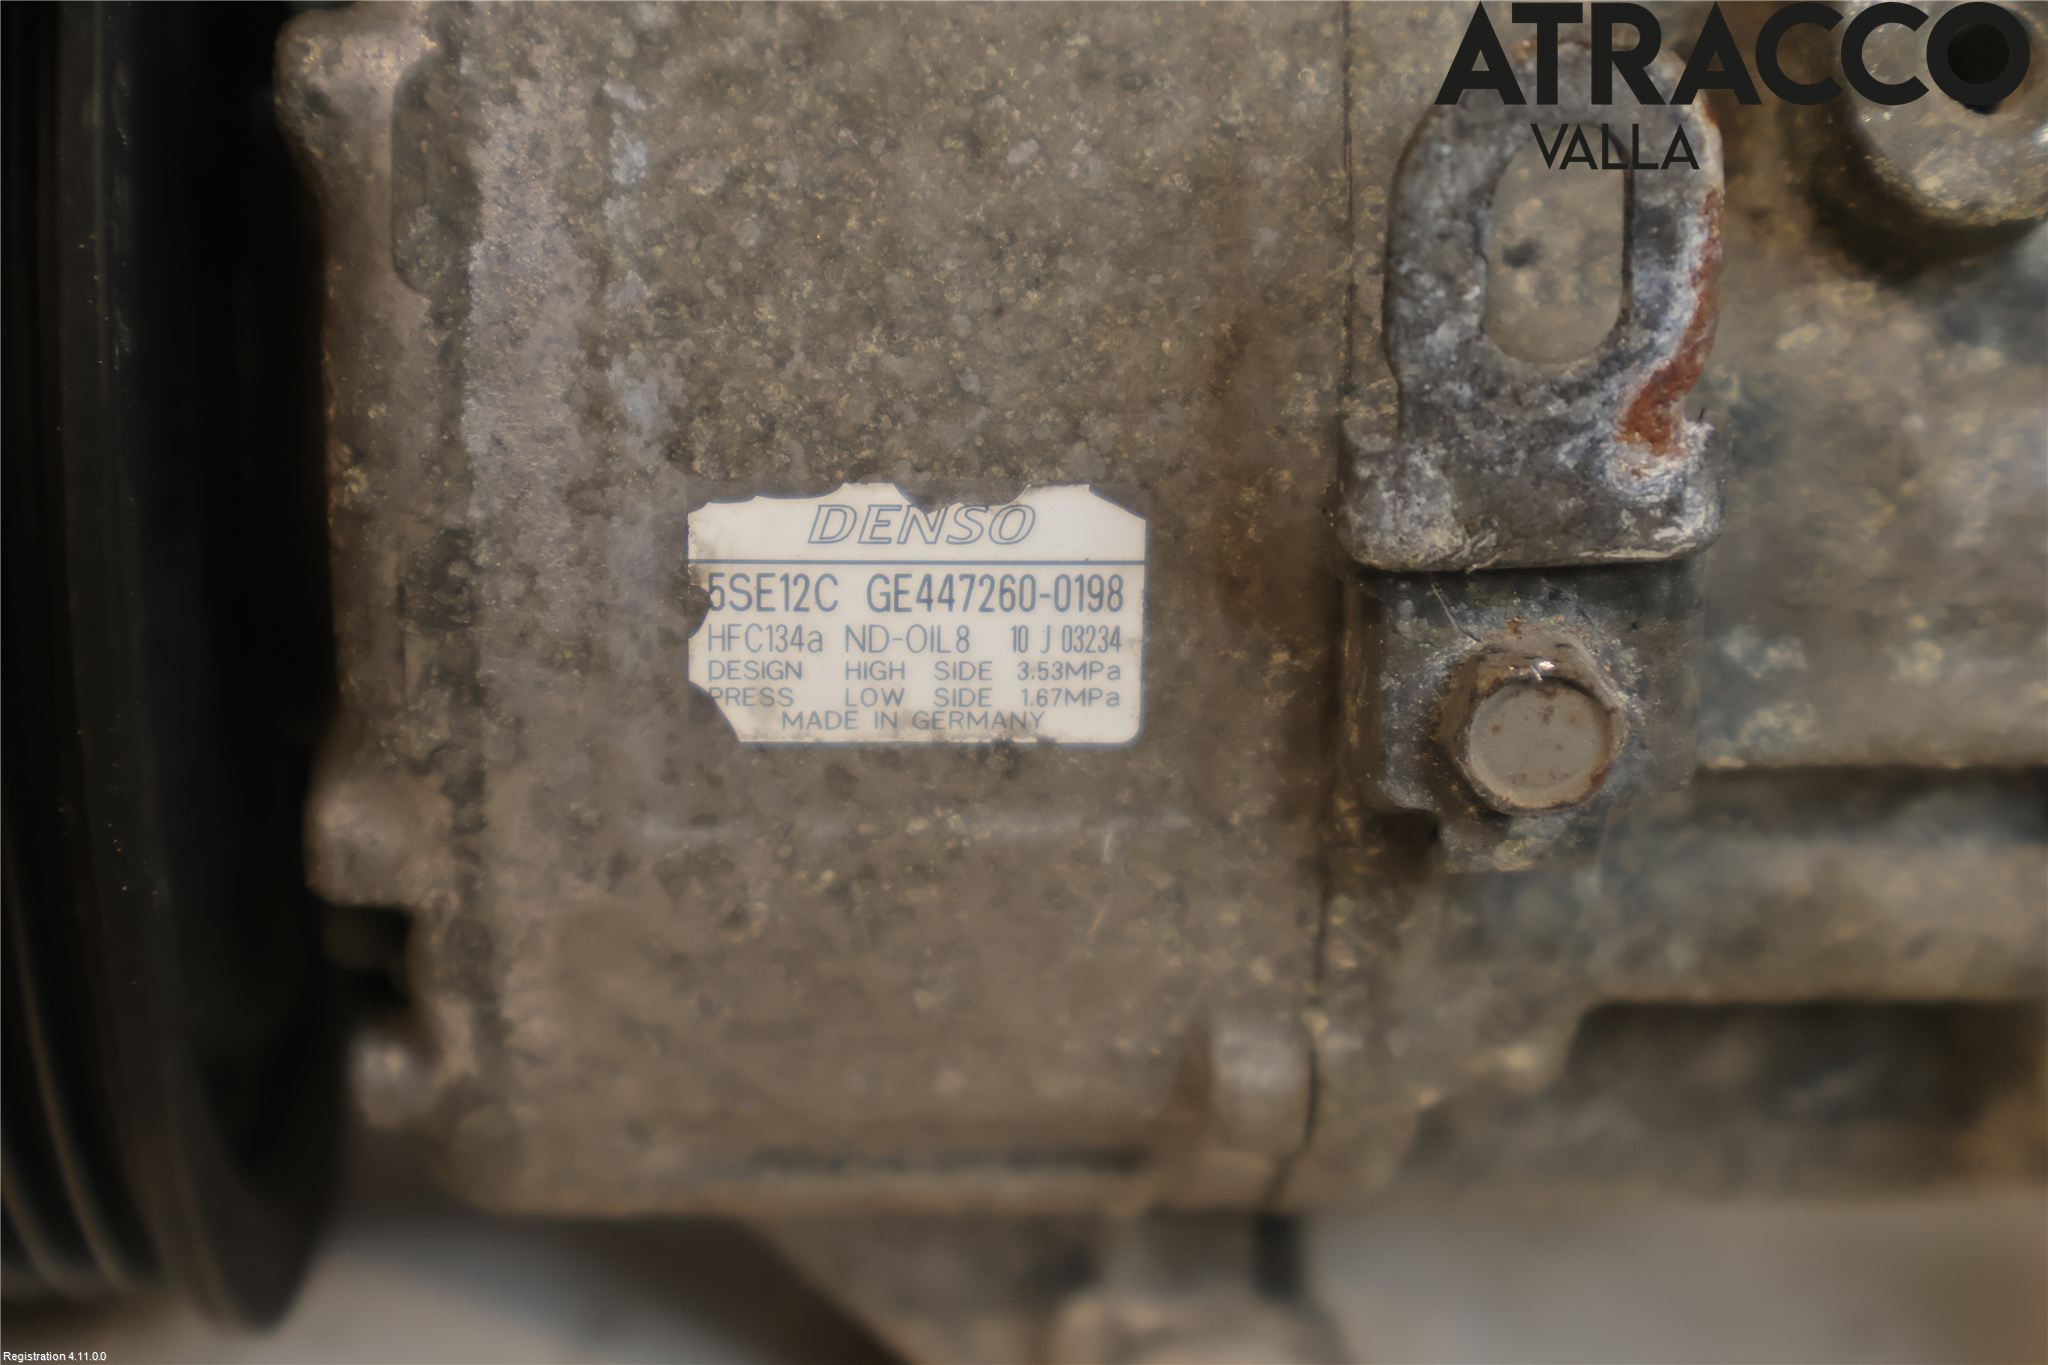 ATRACCO
VALLA
DENSO
5SE12C GE447260-0198
HFC134a ND-OIL8 10 J 03234
DESIGN HIGH SIDE 3.53MPa
PRESS LOW SIDE 1.67MPa
MADE IN GERMANY
Registration 4.11.0.0